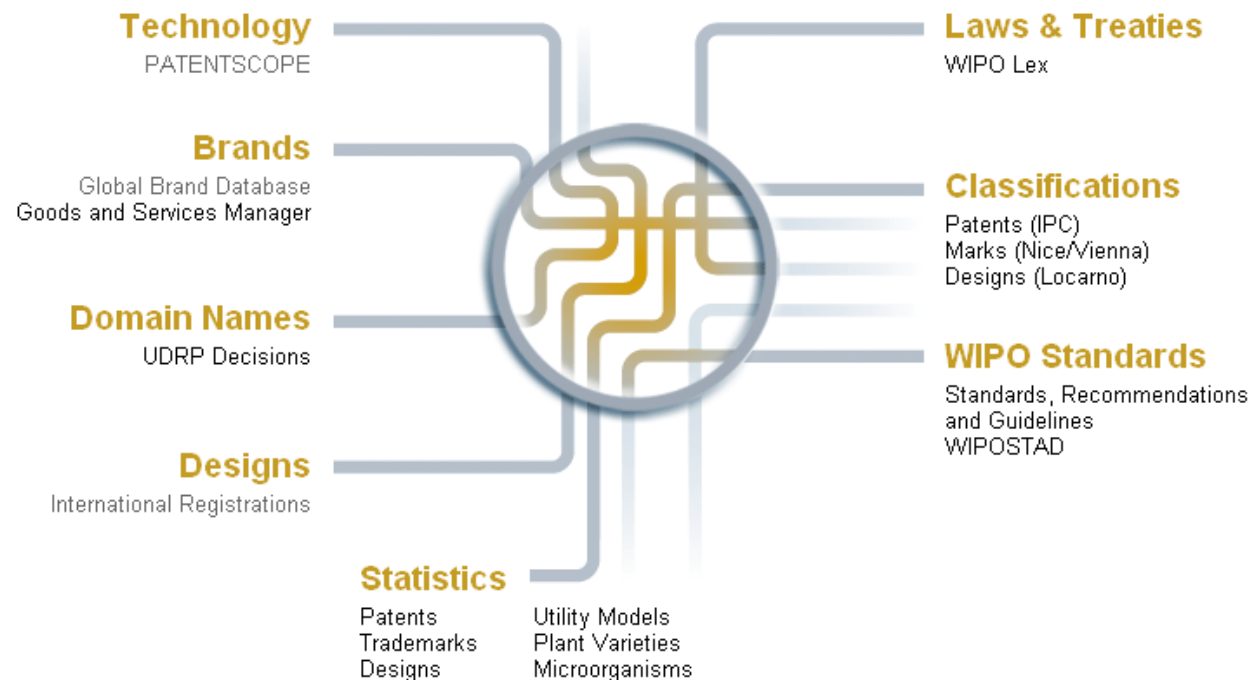 Technology
PATENTSCOPE
Brands
Global Brand Database
Goods and Services Manager
Domain Names
UDRP Decisions
Designs
International Registrations
Statistics
Patents
Trademarks
Designs
Utility Models
Plant Varieties
Microorganisms
Laws & Treaties
WIPO Lex
Classifications
Patents (IPC)
Marks (Nice/Vienna)
Designs (Locarno)
WIPO Standards
Standards, Recommendations
and Guidelines
WIPOSTAD